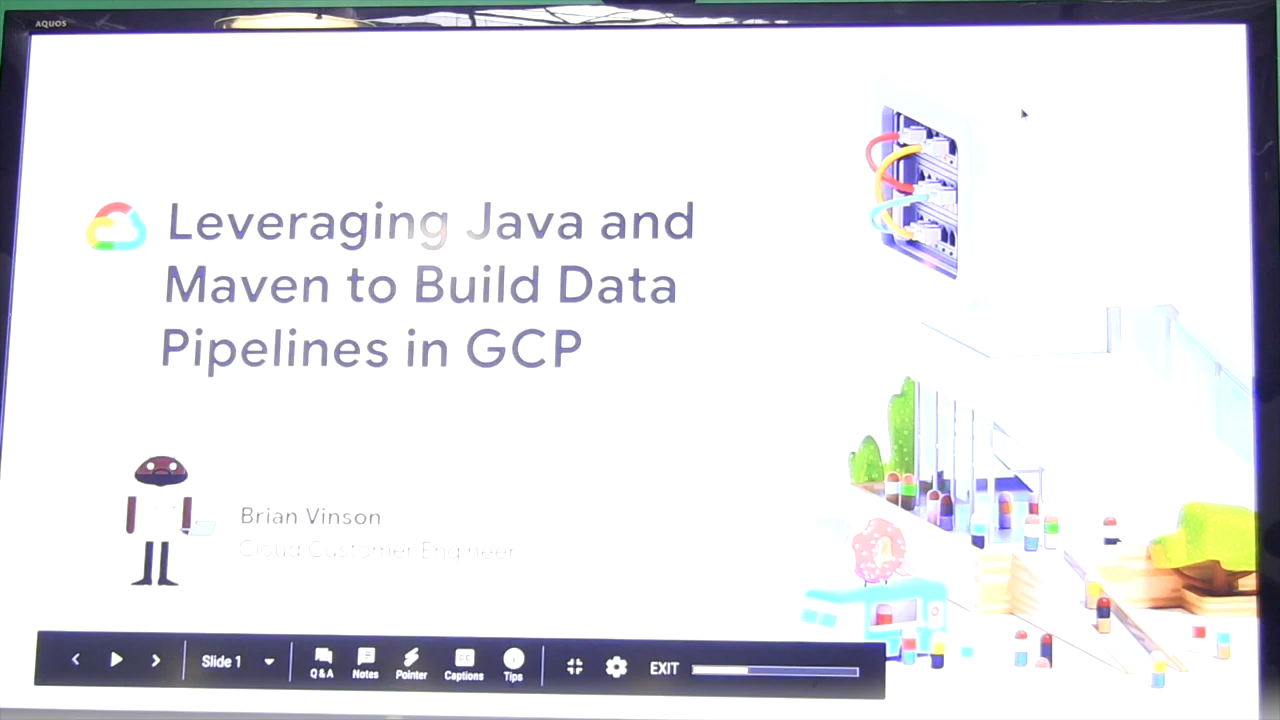 AQUOS
Leveraging Java and
Maven to Build Data
Pipelines in GCP
Brian Vinson
Cloud Customer Engineer
Slide 1
Q&A
Notes
Pointer
CC
Captions
Tips
EXIT